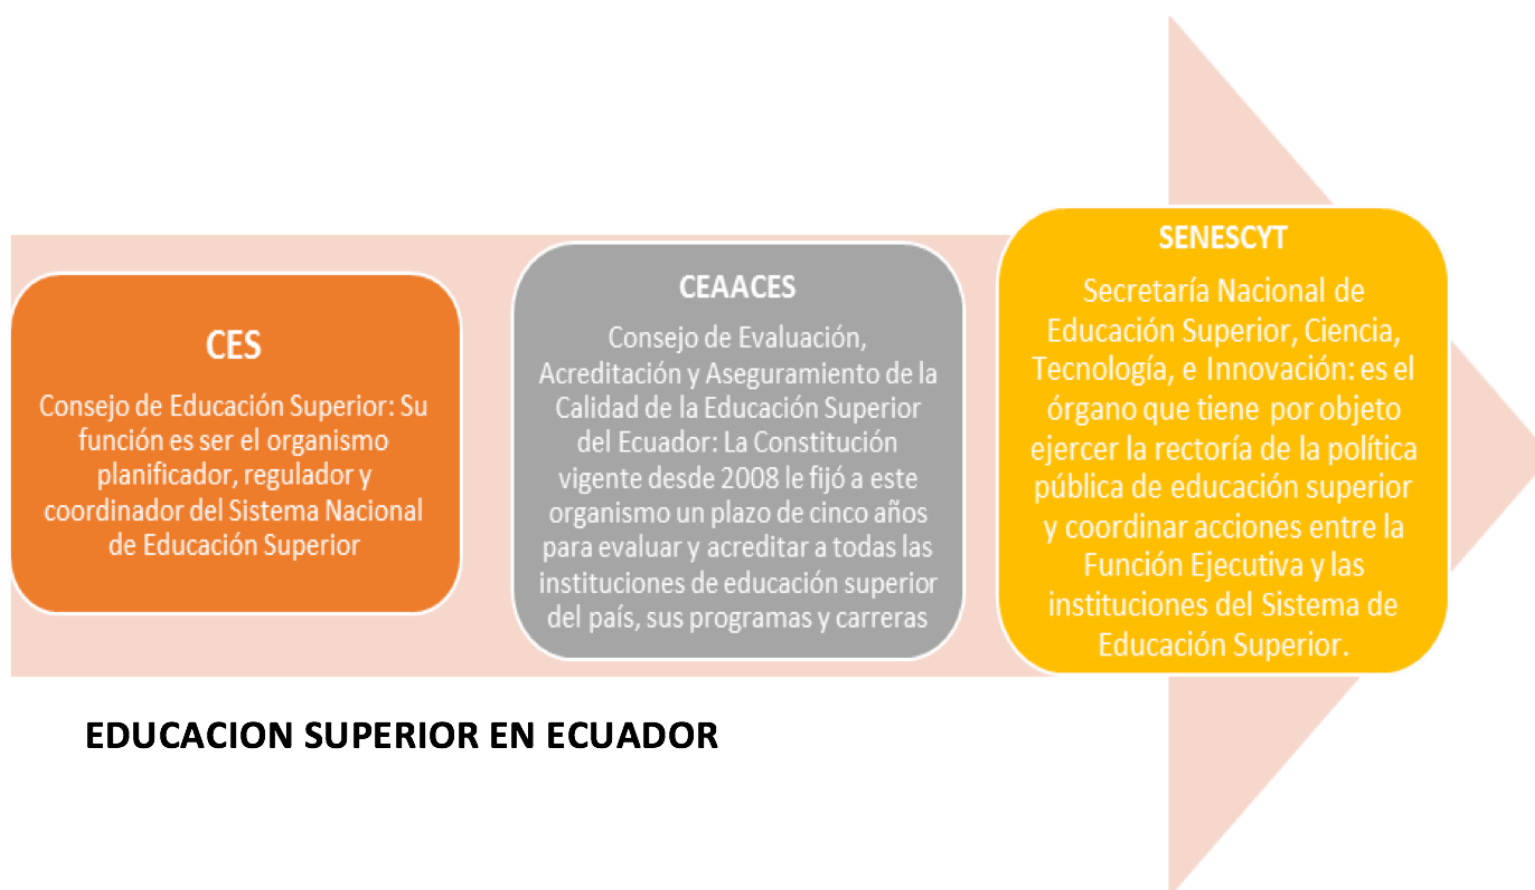 CES
Consejo de Educación Superior: Su
función es ser el organismo
planificador, regulador y
coordinador del Sistema Nacional
de Educación Superior
CEAACES
Consejo de Evaluación,
Acreditación y Aseguramiento de la
Calidad de la Educación Superior
del Ecuador: La Constitución
vigente desde 2008 le fijó a este
organismo un plazo de cinco años
para evaluar y acreditar a todas las
instituciones de educación superior
del país, sus programas y carreras
SENESCYT
Secretaría Nacional de
Educación Superior, Ciencia,
Tecnología, e Innovación: es el
órgano que tiene por objeto
ejercer la rectoría de la política
pública de educación superior
y coordinar acciones entre la
Función Ejecutiva y las
instituciones del Sistema de
Educación Superior.
EDUCACION SUPERIOR EN ECUADOR